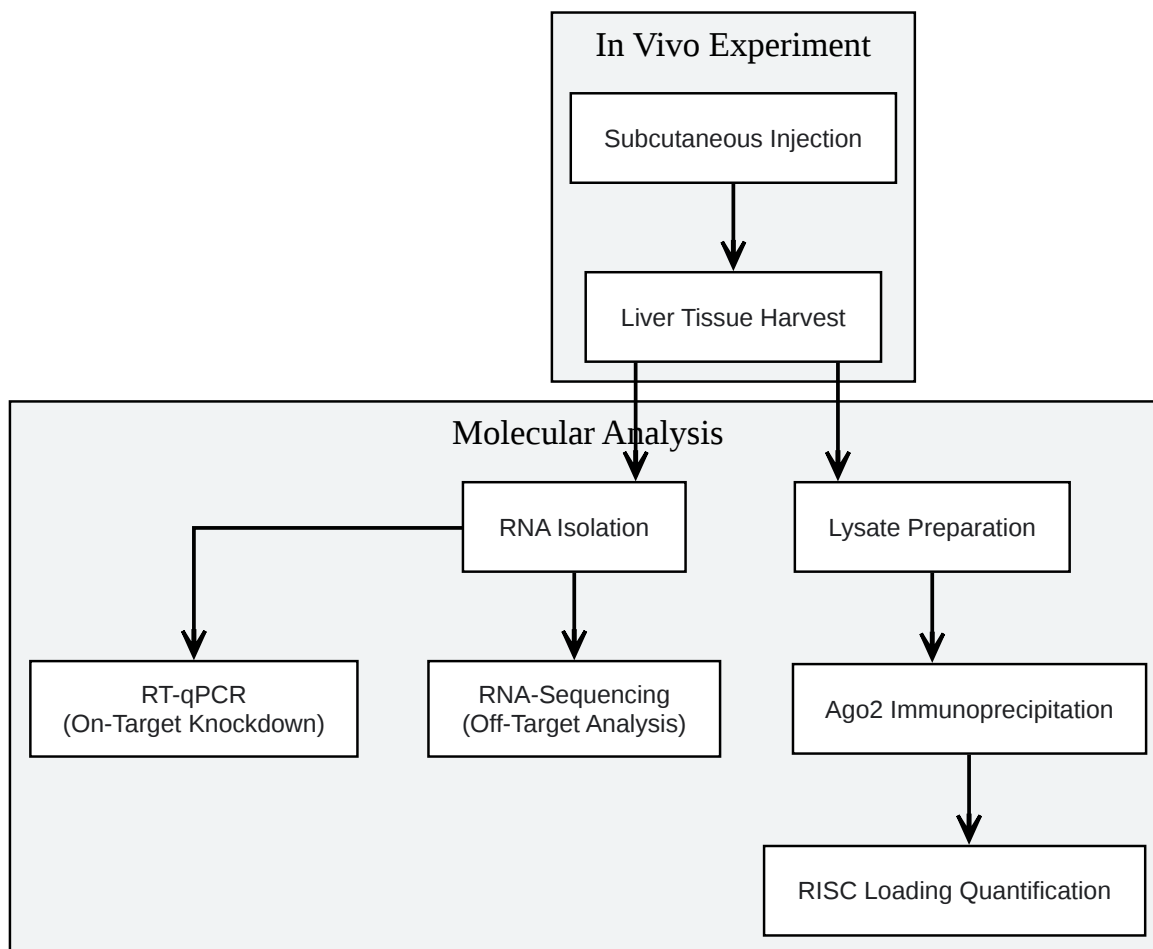 In Vivo Experiment
Subcutaneous Injection
Liver Tissue Harvest
Molecular Analysis
RNA Isolation
Lysate Preparation
RT-qPCR
(On-Target Knockdown)
RNA-Sequencing
(Off-Target Analysis)
Ago2 Immunoprecipitation
RISC Loading Quantification